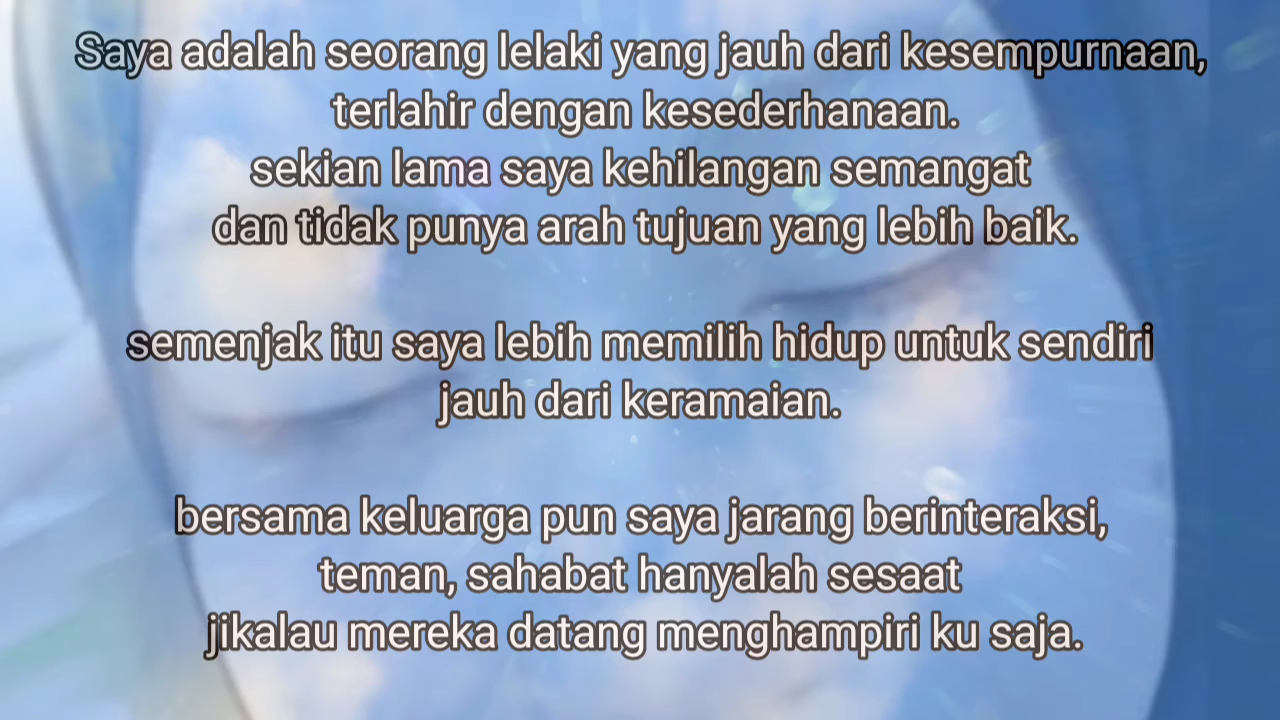 Saya adalah seorang lelaki yang jauh dari kesempurnaan,
terlahir dengan kesederhanaan.
sekian lama saya kehilangan semangat
dan tidak punya arah tujuan yang lebih baik.
semenjak itu saya lebih memilih hidup untuk sendiri
jauh dari keramaian.
bersama keluarga pun saya jarang berinteraksi,
teman, sahabat hanyalah sesaat
jikalau mereka datang menghampiri ku saja.